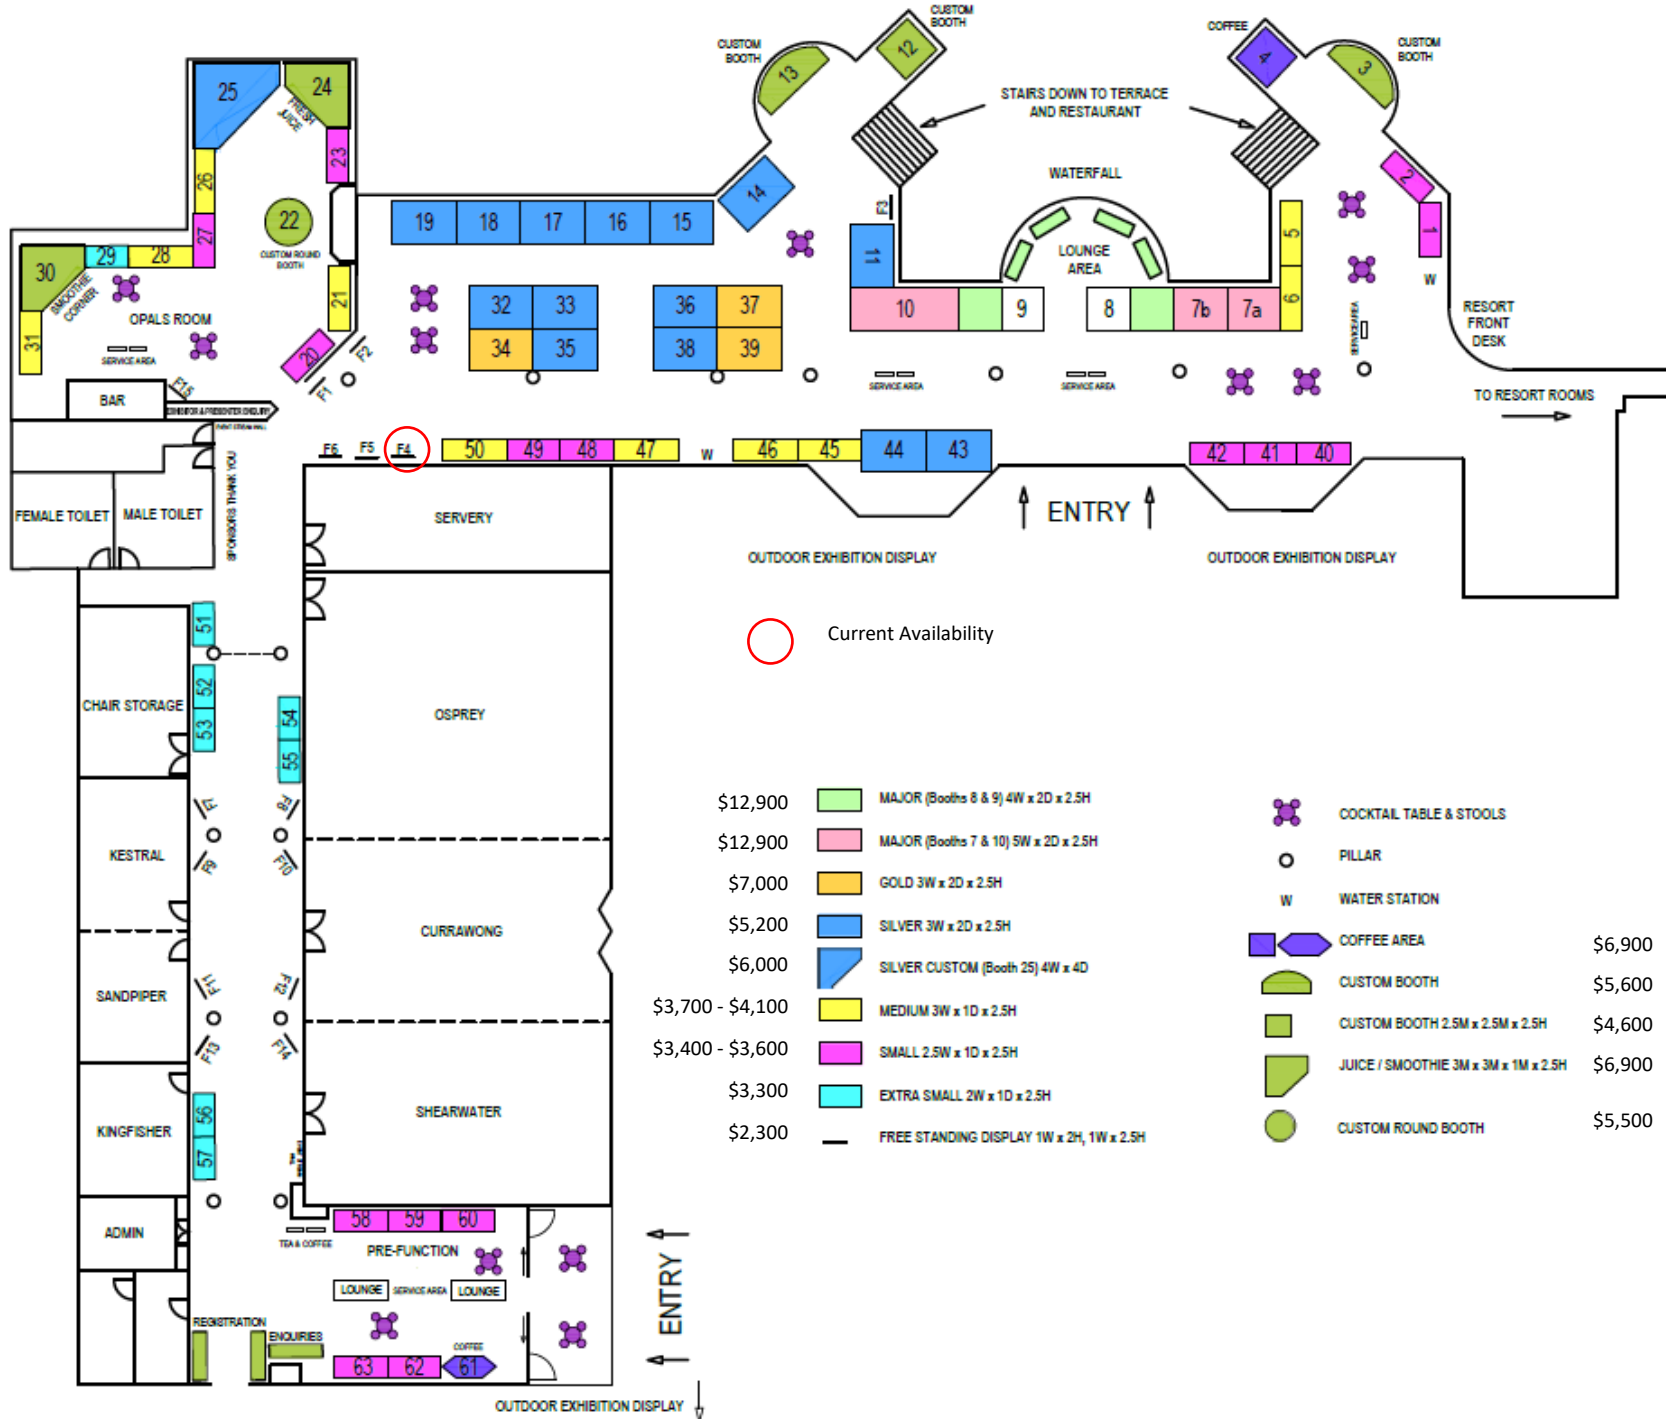 CUSTOM
BOOTH
12
COFFEE
4
CUSTOM
BOOTH
13
CUSTOM
BOOTH
3
25
24
FRESH
JUICE
STAIRS DOWN TO TERRACE
AND RESTAURANT
23
26
WATERFALL
2
14
22
CUSTOM ROUND
BOOTH
27
19
18
17
16
15
F3
5
1
LOUNGE
AREA
11
W
30
29
28
SMOOTHIE
CORNER
21
6
10
9
8
7b
7a
32
33
36
37
RESORT
FRONT
DESK
OPALS ROOM
31
SERVICE AREA
34
35
38
39
SERVICE AREA
20
F2
F1
SERVICE AREA
SERVICE AREA
F15
BAR
EXHIBITOR & PRESENTER ENQUIRY
TO RESORT ROOMS
F6
F5
F4
50
49
48
47
W
46
45
44
43
42
41
40
SPONSORS THANK YOU
FEMALE TOILET
MALE TOILET
SERVERY
ENTRY
OUTDOOR EXHIBITION DISPLAY
OUTDOOR EXHIBITION DISPLAY
51
Current Availability
52
53
54
55
CHAIR STORAGE
OSPREY
F7
F8
KESTRAL
F9
F10
CURRAWONG
SANDPIPER
F11
F12
F13
F14
KINGFISHER
56
57
SHEARWATER
$12,900
MAJOR (Booths 8 & 9) 4W x 2D x 2.5H
$12,900
MAJOR (Booths 7 & 10) 5W x 2D x 2.5H
$7,000
GOLD 3W x 2D x 2.5H
$5,200
SILVER 3W x 2D x 2.5H
$6,000
SILVER CUSTOM (Booth 25) 4W x 4D
$3,700 - $4,100
MEDIUM 3W x 1D x 2.5H
$3,400 - $3,600
SMALL 2.5W x 1D x 2.5H
$3,300
EXTRA SMALL 2W x 1D x 2.5H
$2,300
FREE STANDING DISPLAY 1W x 2H, 1W x 2.5H
COCKTAIL TABLE & STOOLS
PILLAR
W
WATER STATION
COFFEE AREA
$6,900
CUSTOM BOOTH
$5,600
CUSTOM BOOTH 2.5M x 2.5M x 2.5H
$4,600
JUICE / SMOOTHIE 3M x 3M x 1M x 2.5H
$6,900
CUSTOM ROUND BOOTH
$5,500
ADMIN
58
59
60
TEA & COFFEE
PRE-FUNCTION
LOUNGE
SERVICE AREA
LOUNGE
ENTRY
REGISTRATION
ENQUIRIES
COFFEE
63
62
61
OUTDOOR EXHIBITION DISPLAY